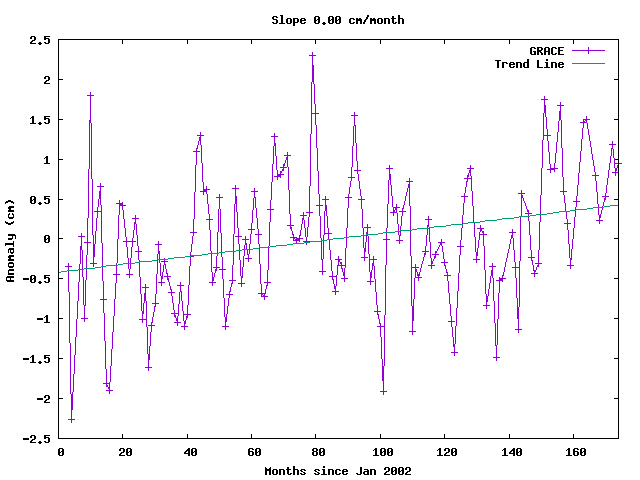 Slope 0.00 cm/month
GRACE
Trend Line
2.5
2
1.5
1
0.5
0
-0.5
-1
-1.5
-2
-2.5
Anomaly (cm)
0 20 40 60 80 100 120 140 160
Months since Jan 2002